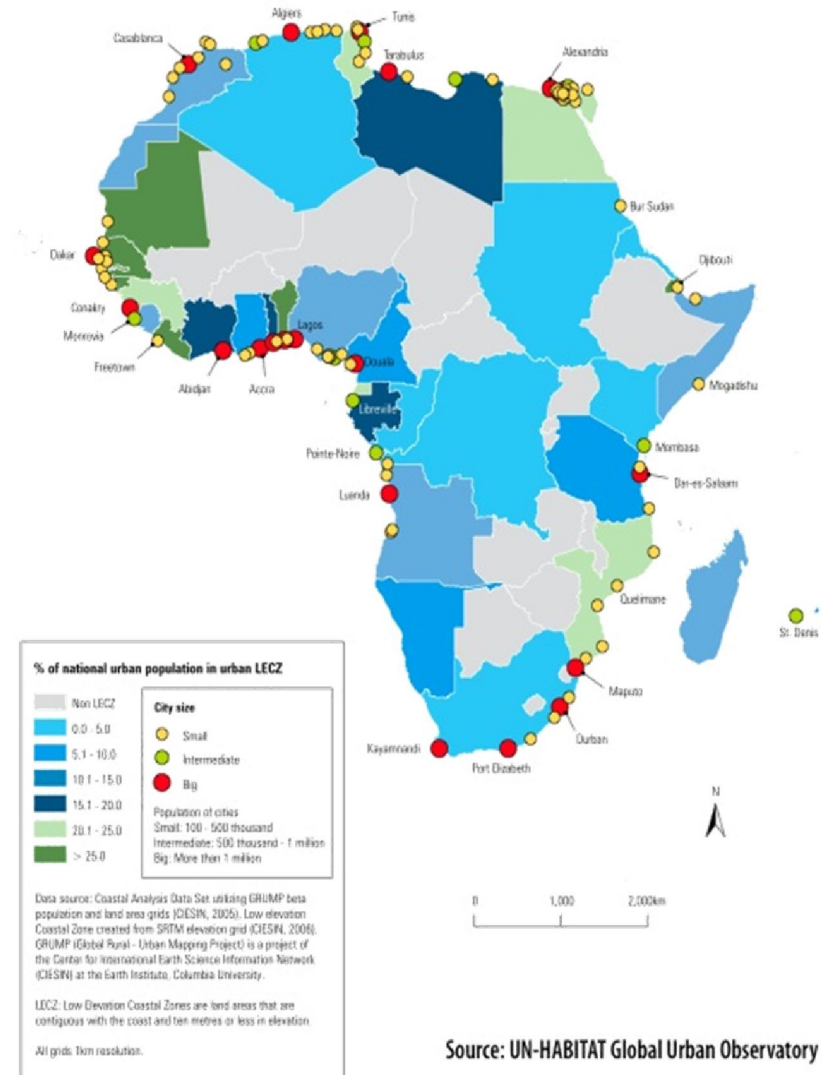 Algiers
Tunis
Casablanca
Tarabulus
Alexandria
Bur Sudan
Dakar
Djibouti
Conakry
Lagos
Monrovia
Freetown
Douala
Abidjan
Accra
Mogadishu
Libreville
Pointe-Noire
Mombasa
Dar-es-Salaam
Luanda
Quelimane
St. Denis
Maputo
Durban
Kayamnandi
Port Elizabeth
% of national urban population in urban LECZ
Non LECZ
0.0 - 5.0
5.1 - 10.0
10.1 - 15.0
15.1 - 20.0
20.1 - 25.0
> 25.0
City size
Small
Intermediate
Big
Population of cities
Small: 100 - 500 thousand
Intermediate: 500 thousand - 1 million
Big: More than 1 million
N
0 1,000 2,000km
Data source: Coastal Analysis Data Set utilizing GRUMP beta
population and land area grids (CIESIN, 2005). Low elevation
Coastal Zone created from SRTM elevation grid (CIESIN, 2006).
GRUMP (Global Rural - Urban Mapping Project) is a project of
the Center for International Earth Science Information Network
(CIESIN) at the Earth Institute, Columbia University.
LECZ: Low Elevation Coastal Zones are land areas that are
contiguous with the coast and ten metres or less in elevation.
All grids 1km resolution.
Source: UN-HABITAT Global Urban Observatory